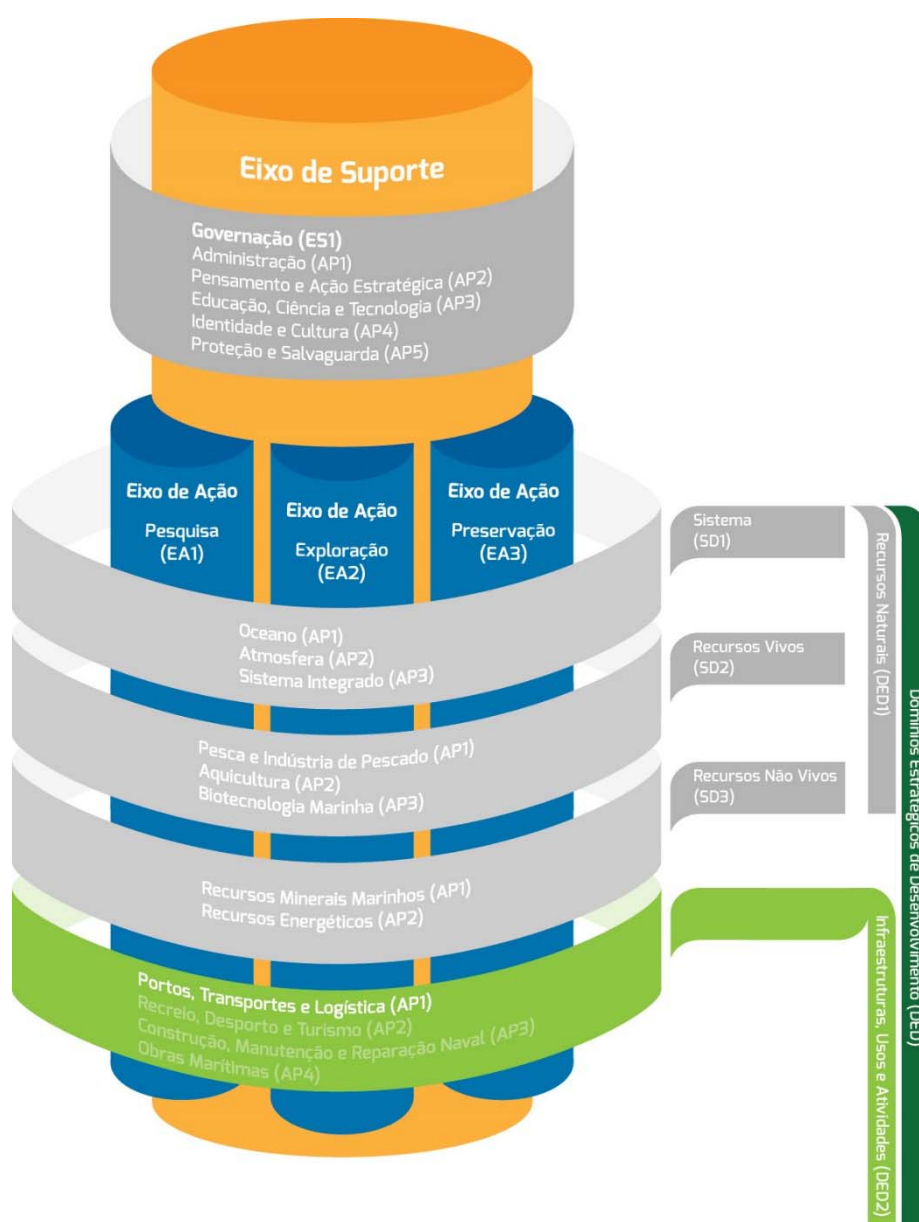 Eixo de Suporte
Governação (ES1)
Administração (AP1)
Pensamento e Ação Estratégica (AP2)
Educação, Ciência e Tecnologia (AP3)
Identidade e Cultura (AP4)
Proteção e Salvaguarda (AP5)
Eixo de Ação
Pesquisa
(EA1)
Eixo de Ação
Exploração
(EA2)
Eixo de Ação
Preservação
(EA3)
Oceano (AP1)
Atmosfera (AP2)
Sistema Integrado (AP3)
Pesca e Indústria de Pescado (AP1)
Aquicultura (AP2)
Biotecnologia Marinha (AP3)
Recursos Minerais Marinhos (AP1)
Recursos Energéticos (AP2)
Portos, Transportes e Logística (AP1)
Recreio, Desporto e Turismo (AP2)
Construção, Manutenção e Reparação Naval (AP3)
Obras Marítimas (AP4)
Sistema
(SD1)
Recursos Vivos
(SD2)
Recursos Não Vivos
(SD3)
Recursos Naturais (DED1)
Infraestruturas, Usos e Atividades (DED2)
Domínios Estratégicos de Desenvolvimento (DED)